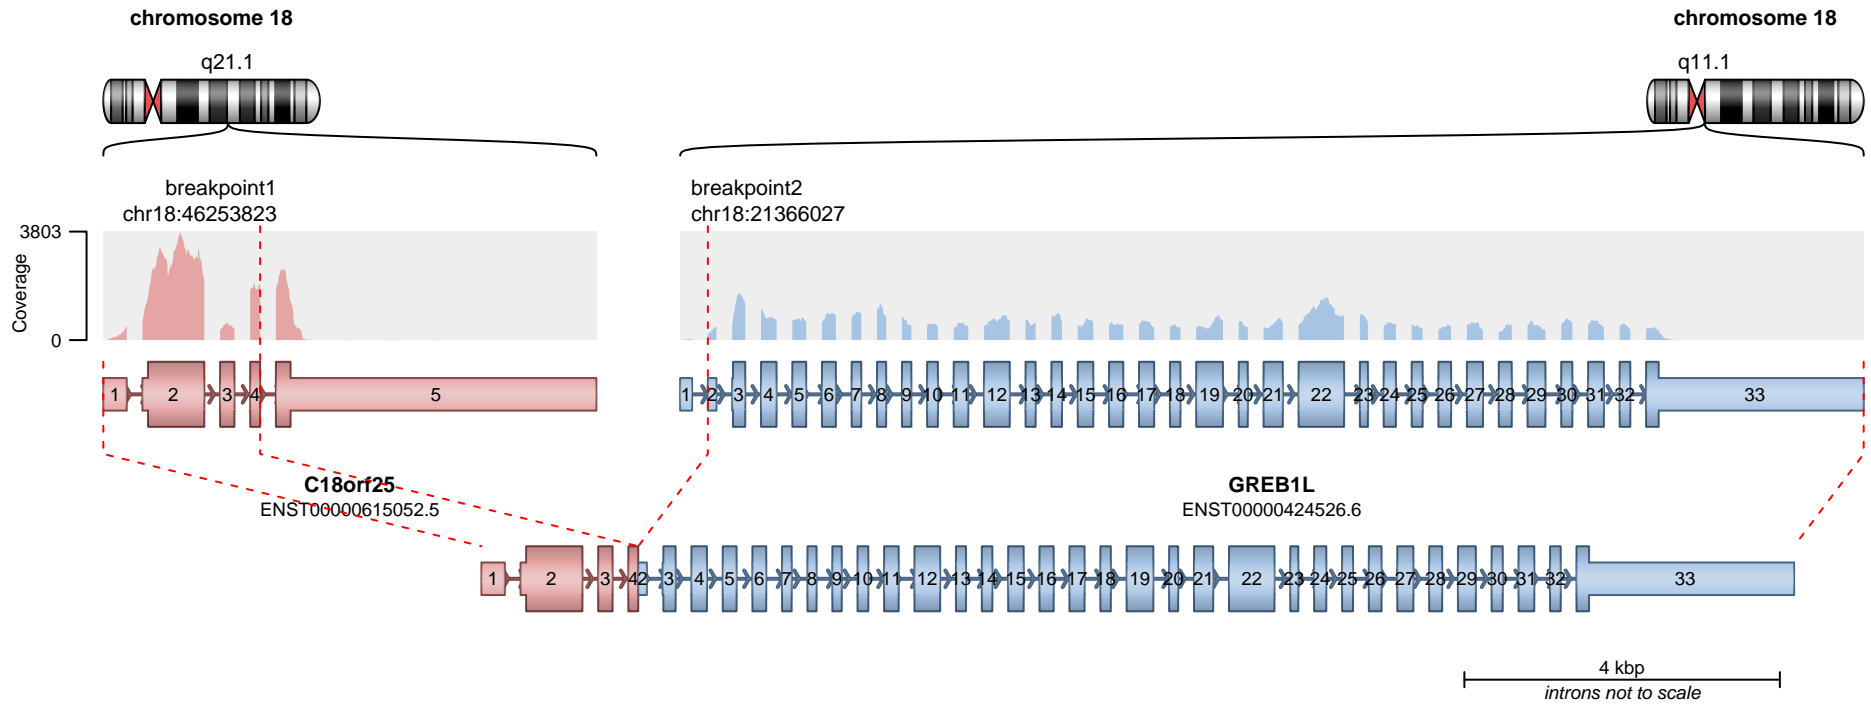 chromosome 18
chromosome 18
q21.1
q11.1
breakpoint1
chr18:46253823
breakpoint2
chr18:21366027
3803
Coverage
0
1 2 3 4 5
1 2 3 4 5 6 7 8 9 10 11 12 13 14 15 16 17 18 19 20 21 22 23 24 25 26 27 28 29 30 31 32 33
C18orf25
ENST00000615052.5
GREB1L
ENST00000424526.6
1 2 3 4 2 3 4 5 6 7 8 9 10 11 12 13 14 15 16 17 18 19 20 21 22 23 24 25 26 27 28 29 30 31 32 33
4 kbp
introns not to scale